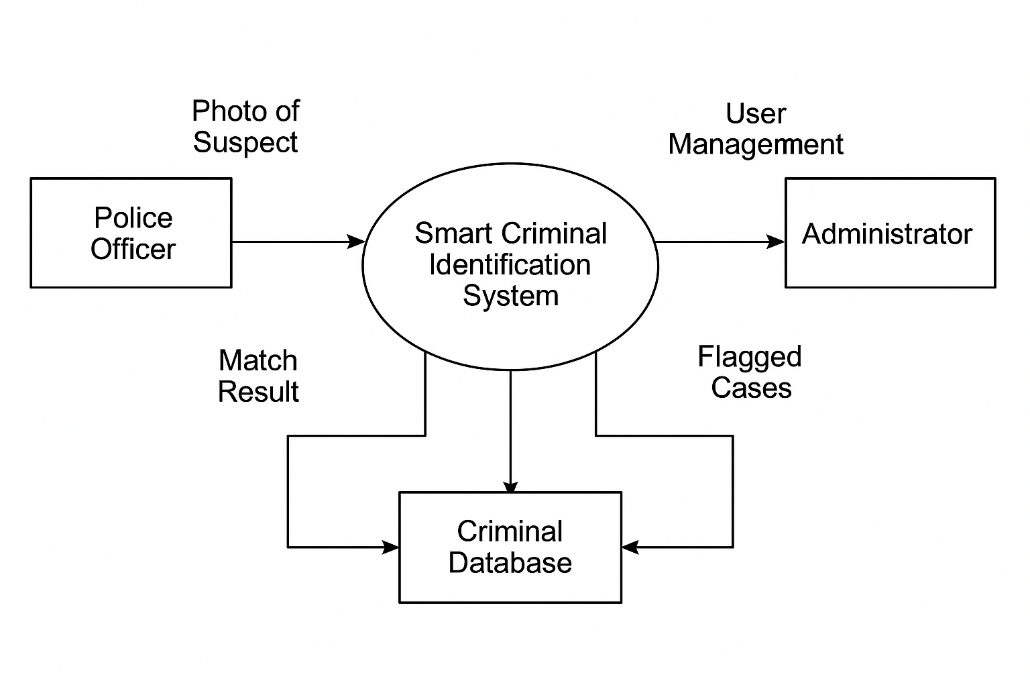 Photo of
Suspect
User
Management
Police
Officer
Smart Criminal
Identification
System
Administrator
Match
Result
Flagged
Cases
Criminal
Database